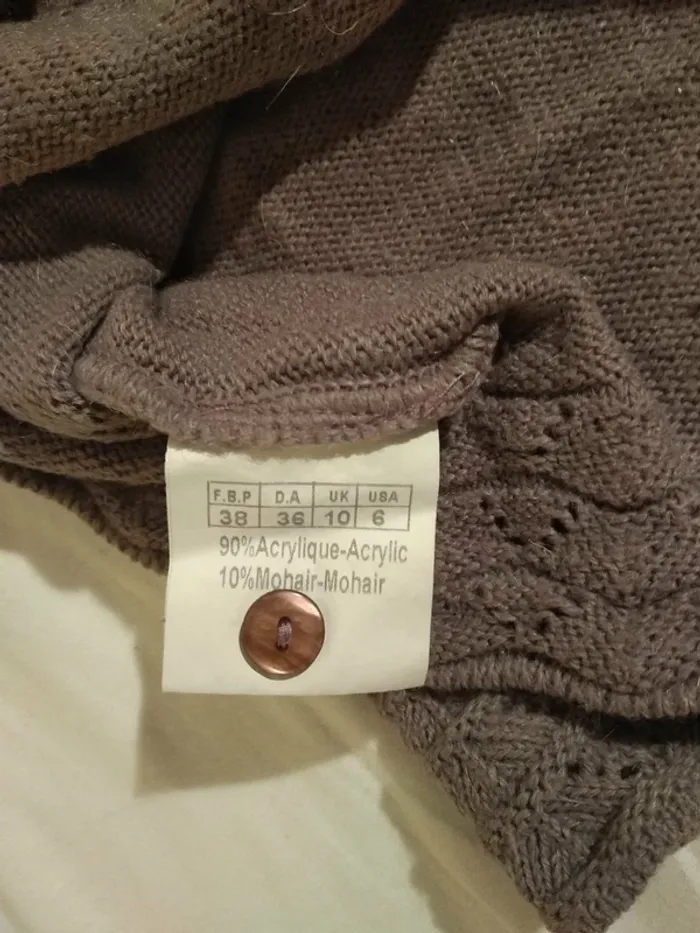 F.B.P D.A UK USA
38 36 10 6
90%Acrylique-Acrylic
10%Mohair-Mohair